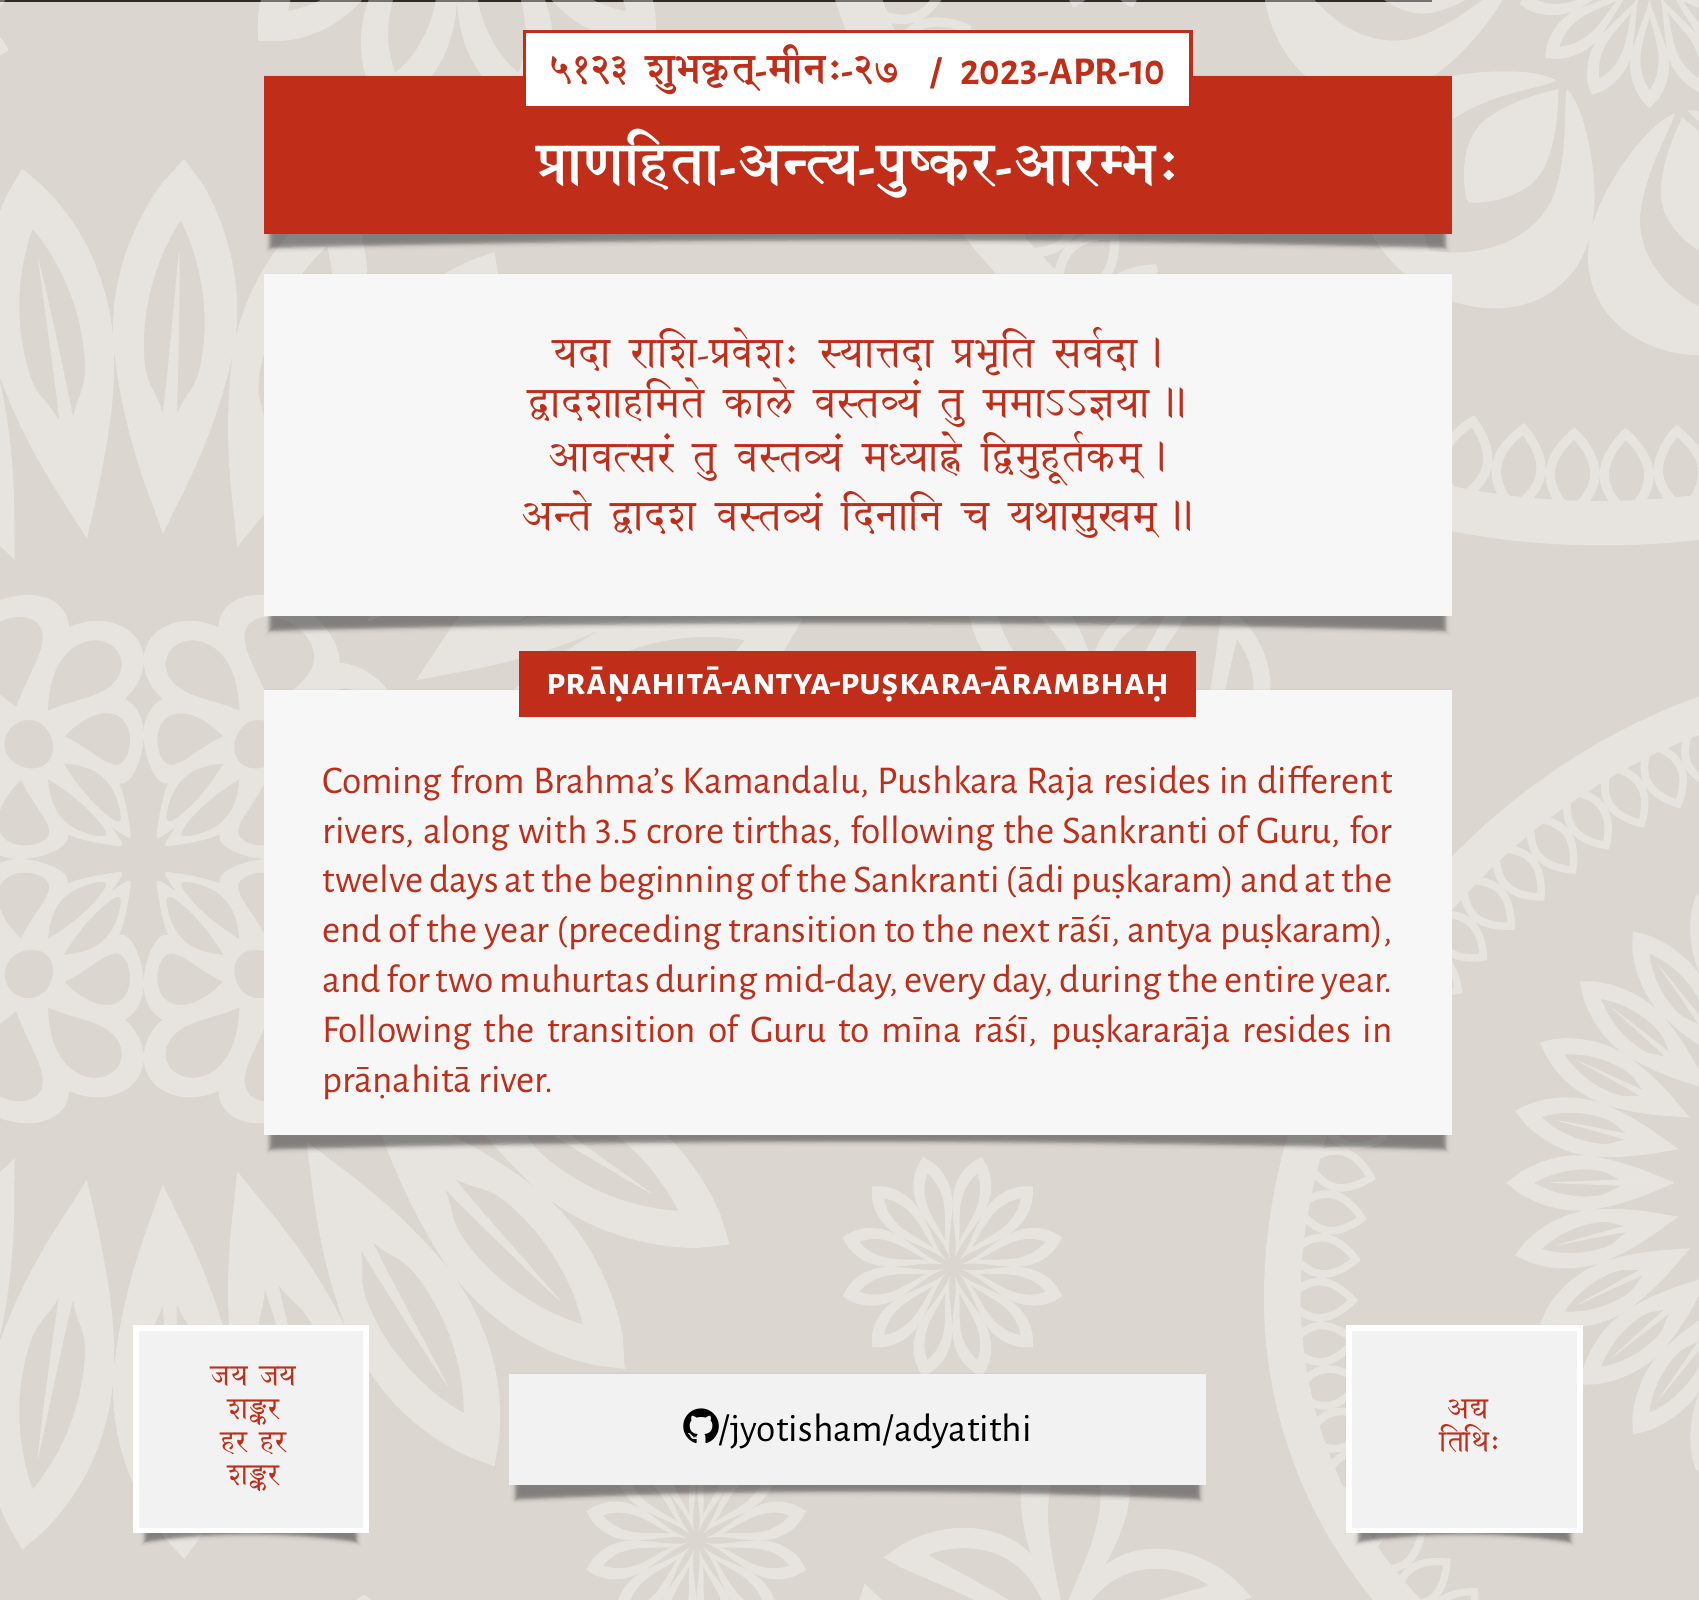 ५१२३ शुभकृत्-मीनः-२७ / 2023-APR-10
प्राणहिता-अन्त्य-पुष्कर-आरम्भः
यदा राशि-प्रवेशः स्यात्तदा प्रभृति सर्वदा।
द्वादशाहमिते काले वस्तव्यं तु ममाऽऽज्ञया॥
आवत्सरं तु वस्तव्यं मध्याह्ने द्विमुहूर्तकम्।
अन्ते द्वादश वस्तव्यं दिनानि च यथासुखम्॥
PRĀṆAHITĀ-ANTYA-PUṢKARA-ĀRAMBHAḤ
Coming from Brahma’s Kamandalu, Pushkara Raja resides in different
rivers, along with 3.5 crore tirthas, following the Sankranti of Guru, for
twelve days at the beginning of the Sankranti (ādi puṣkaram) and at the
end of the year (preceding transition to the next rāśī, antya puṣkaram),
and for two muhurtas during mid-day, every day, during the entire year.
Following the transition of Guru to mīna rāśī, puṣkararāja resides in
prāṇahitā river.
जय जय
शङ्कर
हर हर
शङ्कर
/jyotisham/adyatithi
अद्य
तिथिः